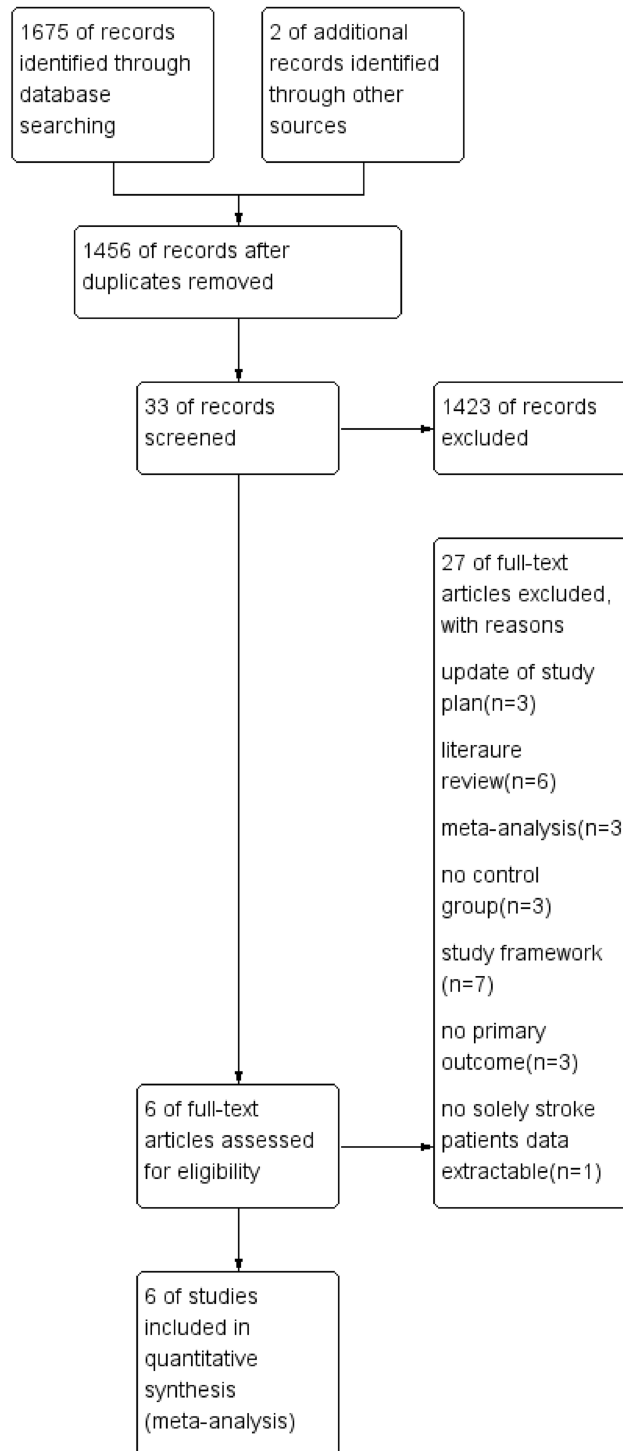 1675 of records
identified through
database
searching
2 of additional
records identified
through other
sources
1456 of records after
duplicates removed
33 of records
screened
1423 of records
excluded
27 of full-text
articles excluded,
with reasons
update of study
plan(n=3)
literaure
review(n=6)
meta-analysis(n=3
no control
group(n=3)
study framework
(n=7)
no primary
outcome(n=3)
no solely stroke
patients data
extractable(n=1)
6 of full-text
articles assessed
for eligibility
6 of studies
included in
quantitative
synthesis
(meta-analysis)